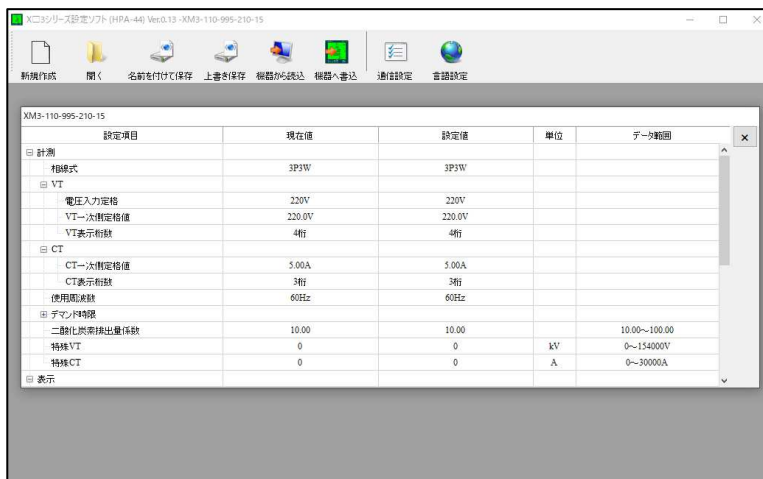 X□3シリーズ設定ソフト (HPA-44) Ver.0.13 -XM3-110-995-210-15
新規作成 開く 名前を付けて保存 上書き保存 機器から読込 機器へ書込 通信設定 言語設定
XM3-110-995-210-15
設定項目 現在値 設定値 単位 データ範囲
計測
相線式 3P3W 3P3W
VT
電圧入力定格 220V 220V
VT一次側定格値 220.0V 220.0V
VT表示桁数 4桁 4桁
CT
CT一次側定格値 5.00A 5.00A
CT表示桁数 3桁 3桁
使用周波数 60Hz 60Hz
デマンド時限
二酸化炭素排出量係数 10.00 10.00 10.00～100.00
特殊VT 0 0 kV 0～154000V
特殊CT 0 0 A 0～30000A
表示